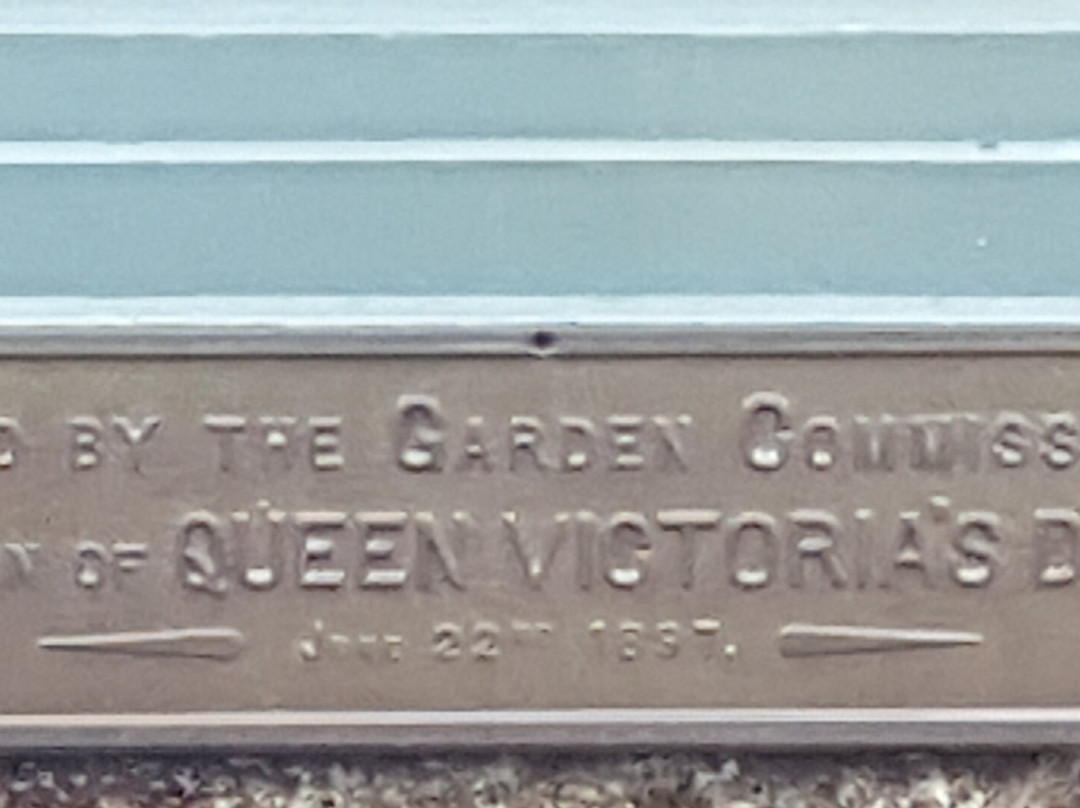 BY THE GARDEN COMMISS
OF QUEEN VICTORIA'S D
June 22ND 1897.